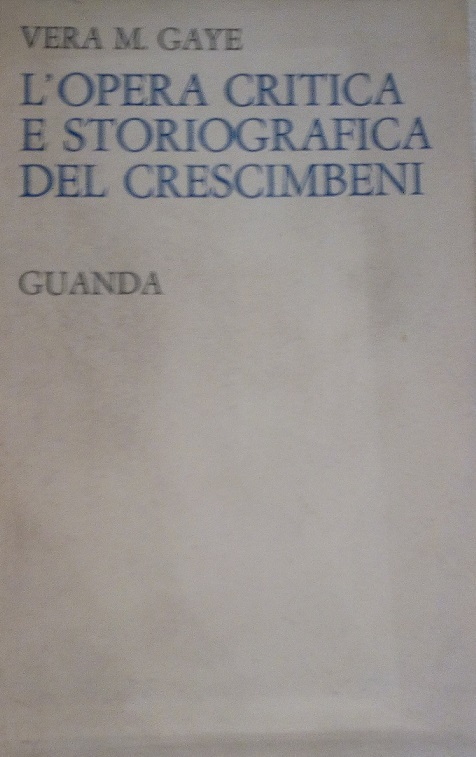 VERA M. GAYE
L'OPERA CRITICA
E STORIOGRAFICA
DEL CRESCIMBENI
GUANDA